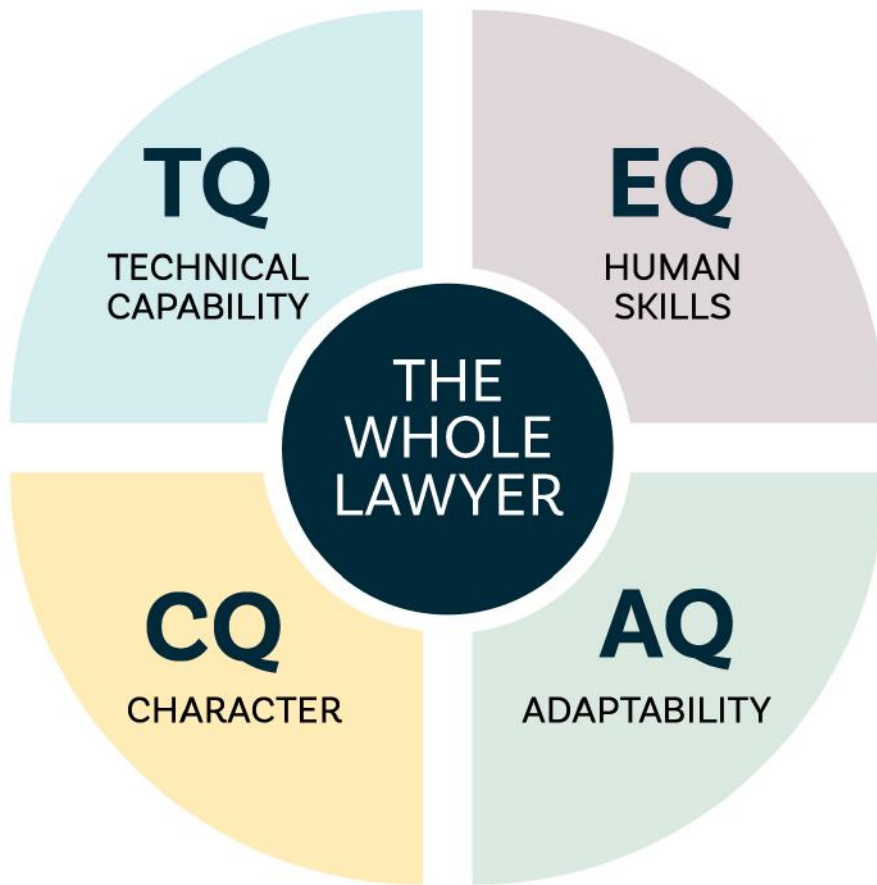 TQ
TECHNICAL
CAPABILITY
EQ
HUMAN
SKILLS
THE
WHOLE
LAWYER
CQ
CHARACTER
AQ
ADAPTABILITY